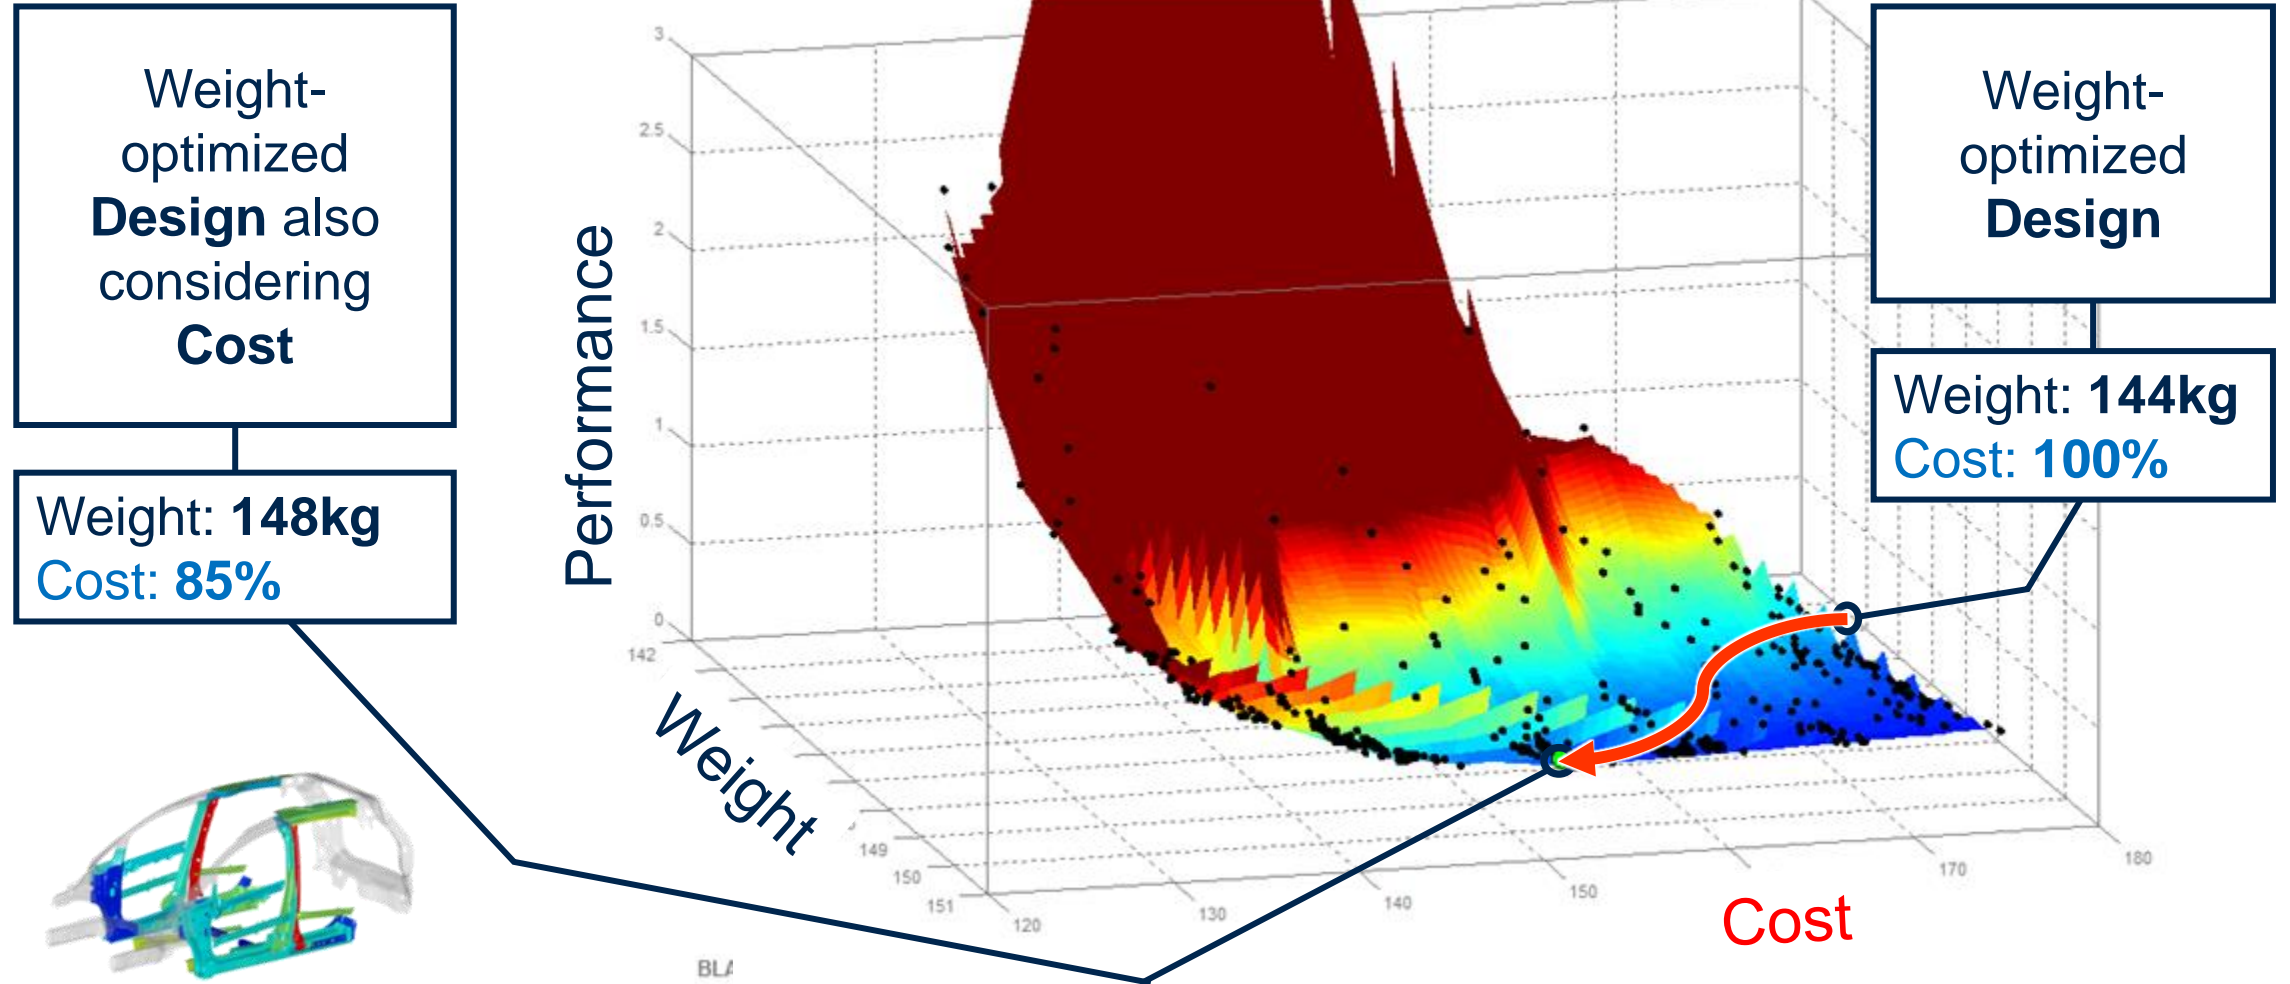 Weight-
optimized
Design also
considering
Cost
Weight: 148kg
Cost: 85%
Performance
3
2.5
2
1.5
1
0.5
0
142
Weight
149
150
151
120
130
140
150
170
180
Cost
Weight-
optimized
Design
Weight: 144kg
Cost: 100%